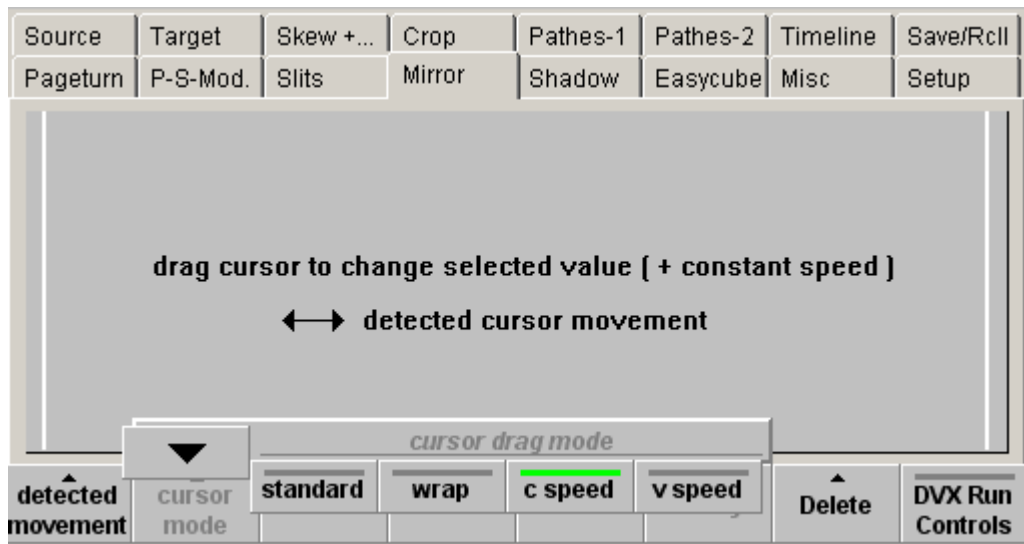 Source Target Skew +... Crop Pathes-1 Pathes-2 Timeline Save/Rcll
Pageturn P-S-Mod. Slits Mirror Shadow Easycube Misc Setup
drag cursor to change selected value ( + constant speed )
detected cursor movement
cursor drag mode
detected movement
cursor mode
standard wrap c speed v speed
Delete
DVX Run
Controls